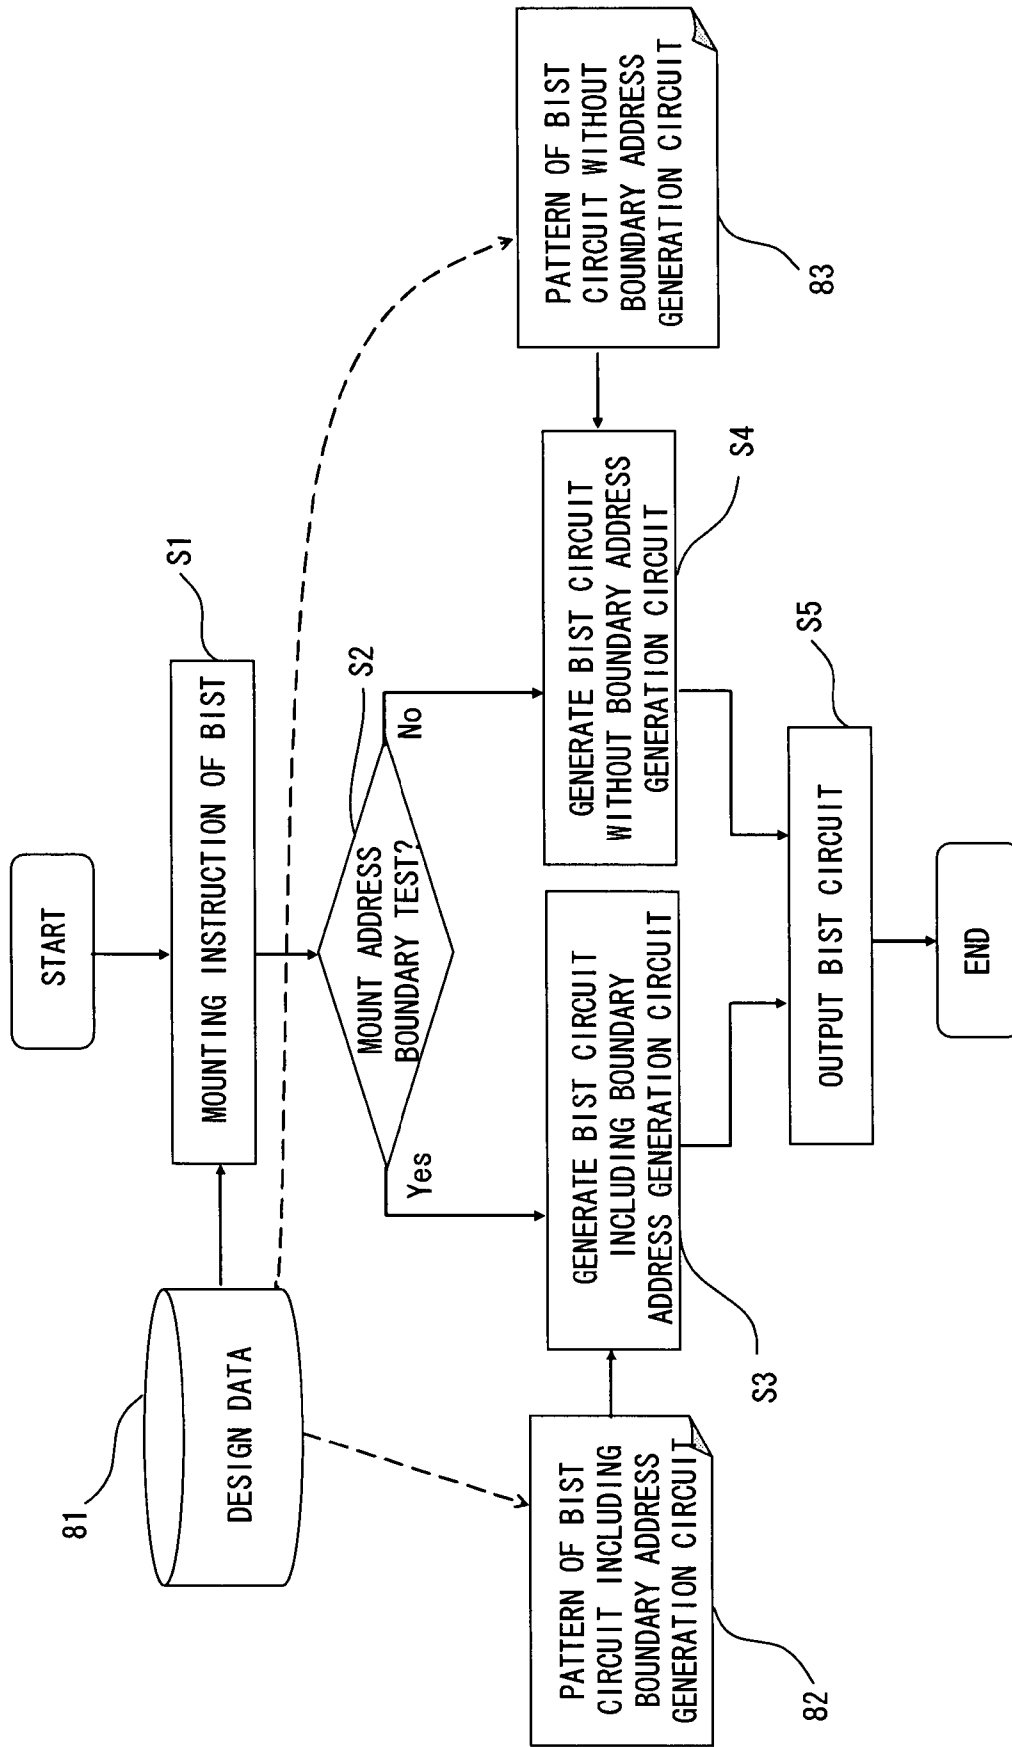 START
81
DESIGN DATA
MOUNTING INSTRUCTION OF BIST
S1
MOUNT ADDRESS
BOUNDARY TEST?
S2
Yes
No
PATTERN OF BIST
CIRCUIT INCLUDING
BOUNDARY ADDRESS
GENERATION CIRCUIT
82
GENERATE BIST CIRCUIT
INCLUDING BOUNDARY
ADDRESS GENERATION CIRCUIT
S3
GENERATE BIST CIRCUIT
WITHOUT BOUNDARY ADDRESS
GENERATION CIRCUIT
S4
PATTERN OF BIST
CIRCUIT WITHOUT
BOUNDARY ADDRESS
GENERATION CIRCUIT
83
OUTPUT BIST CIRCUIT
S5
END